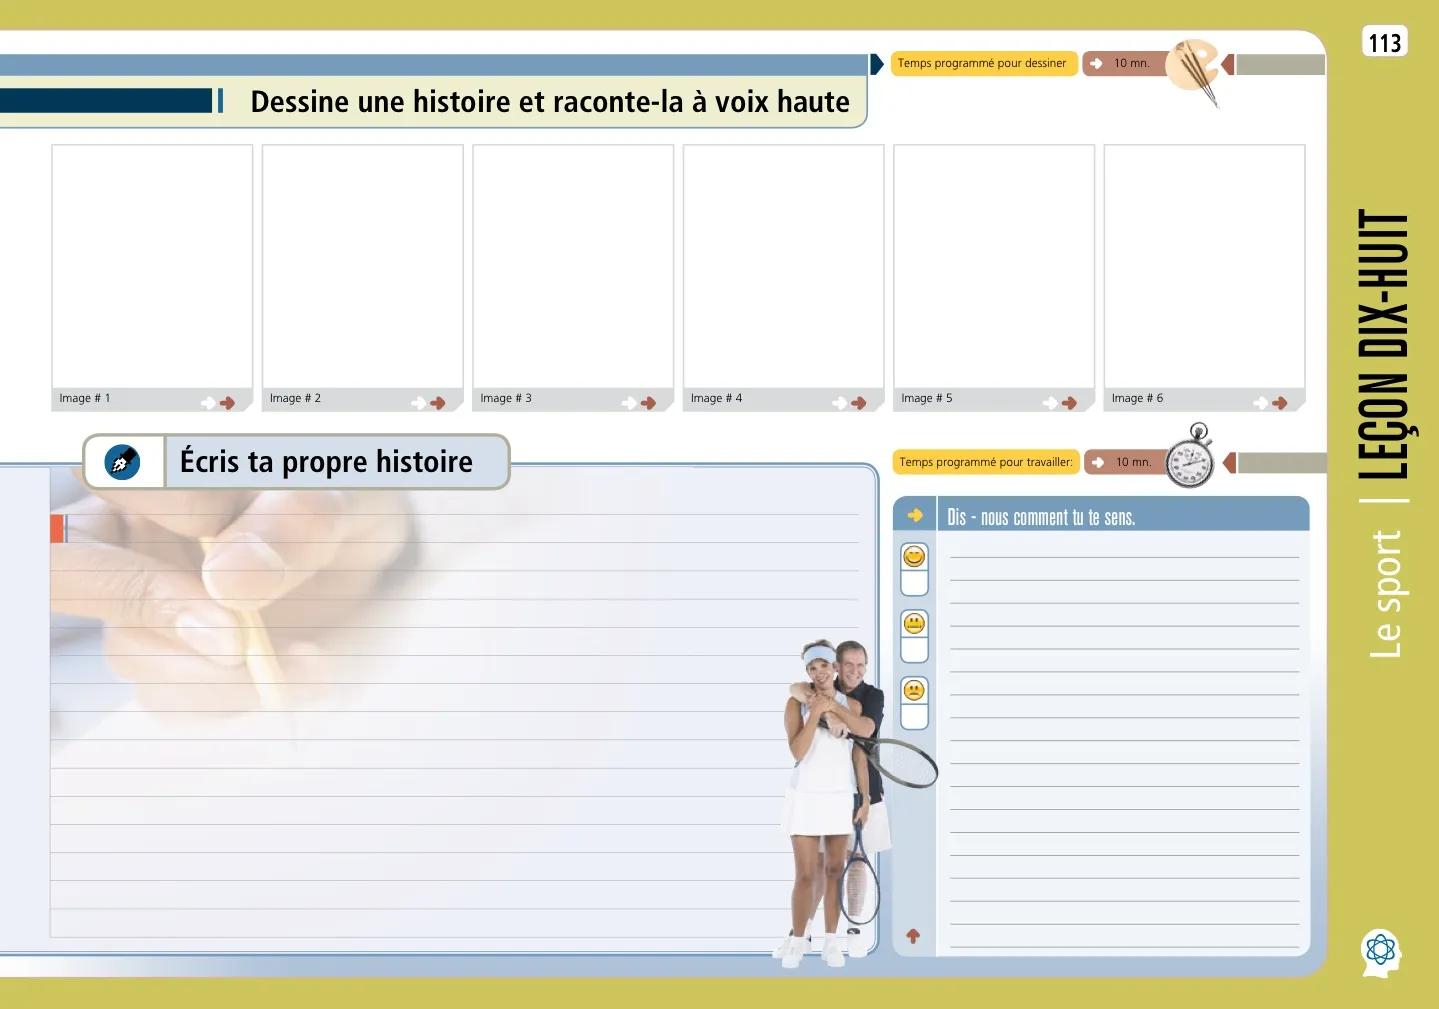 113
Temps programmé pour dessiner
10 mn.
Dessine une histoire et raconte-la à voix haute
Image # 1
Image # 2
Image # 3
Image # 4
Image # 5
Image # 6
Écris ta propre histoire
Temps programmé pour travailler:
10 mn.
Dis - nous comment tu te sens.
Le sport | LEÇON DIX-HUIT